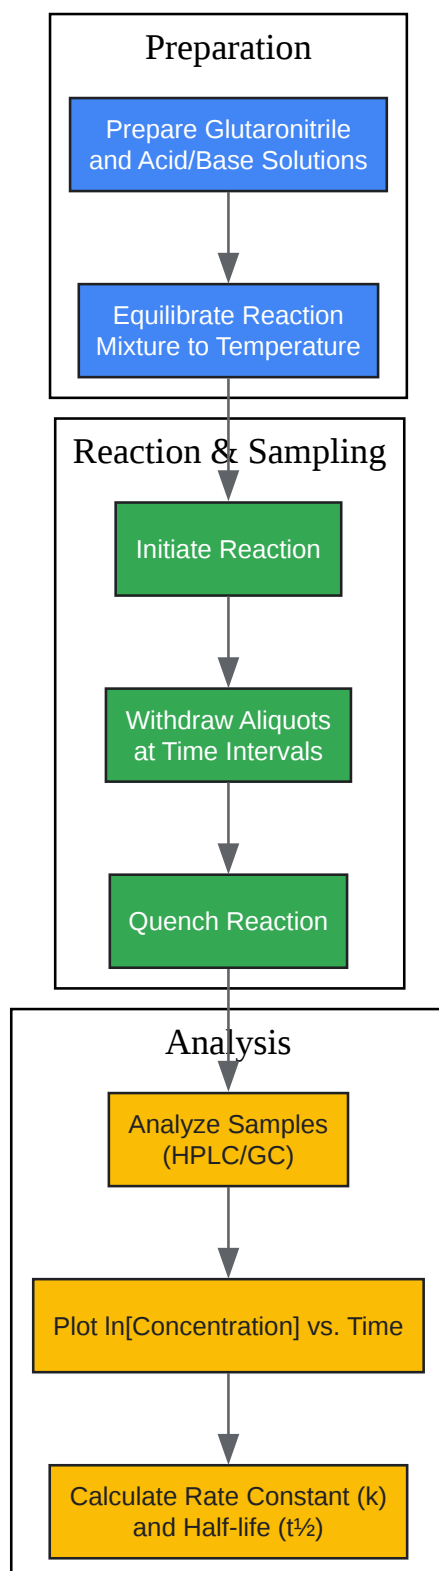 Preparation
Prepare Glutaronitrile
and Acid/Base Solutions
Equilibrate Reaction
Mixture to Temperature
Reaction & Sampling
Initiate Reaction
Withdraw Aliquots
at Time Intervals
Quench Reaction
Analysis
Analyze Samples
(HPLC/GC)
Plot ln[Concentration] vs. Time
Calculate Rate Constant (k)
and Half-life (t½)